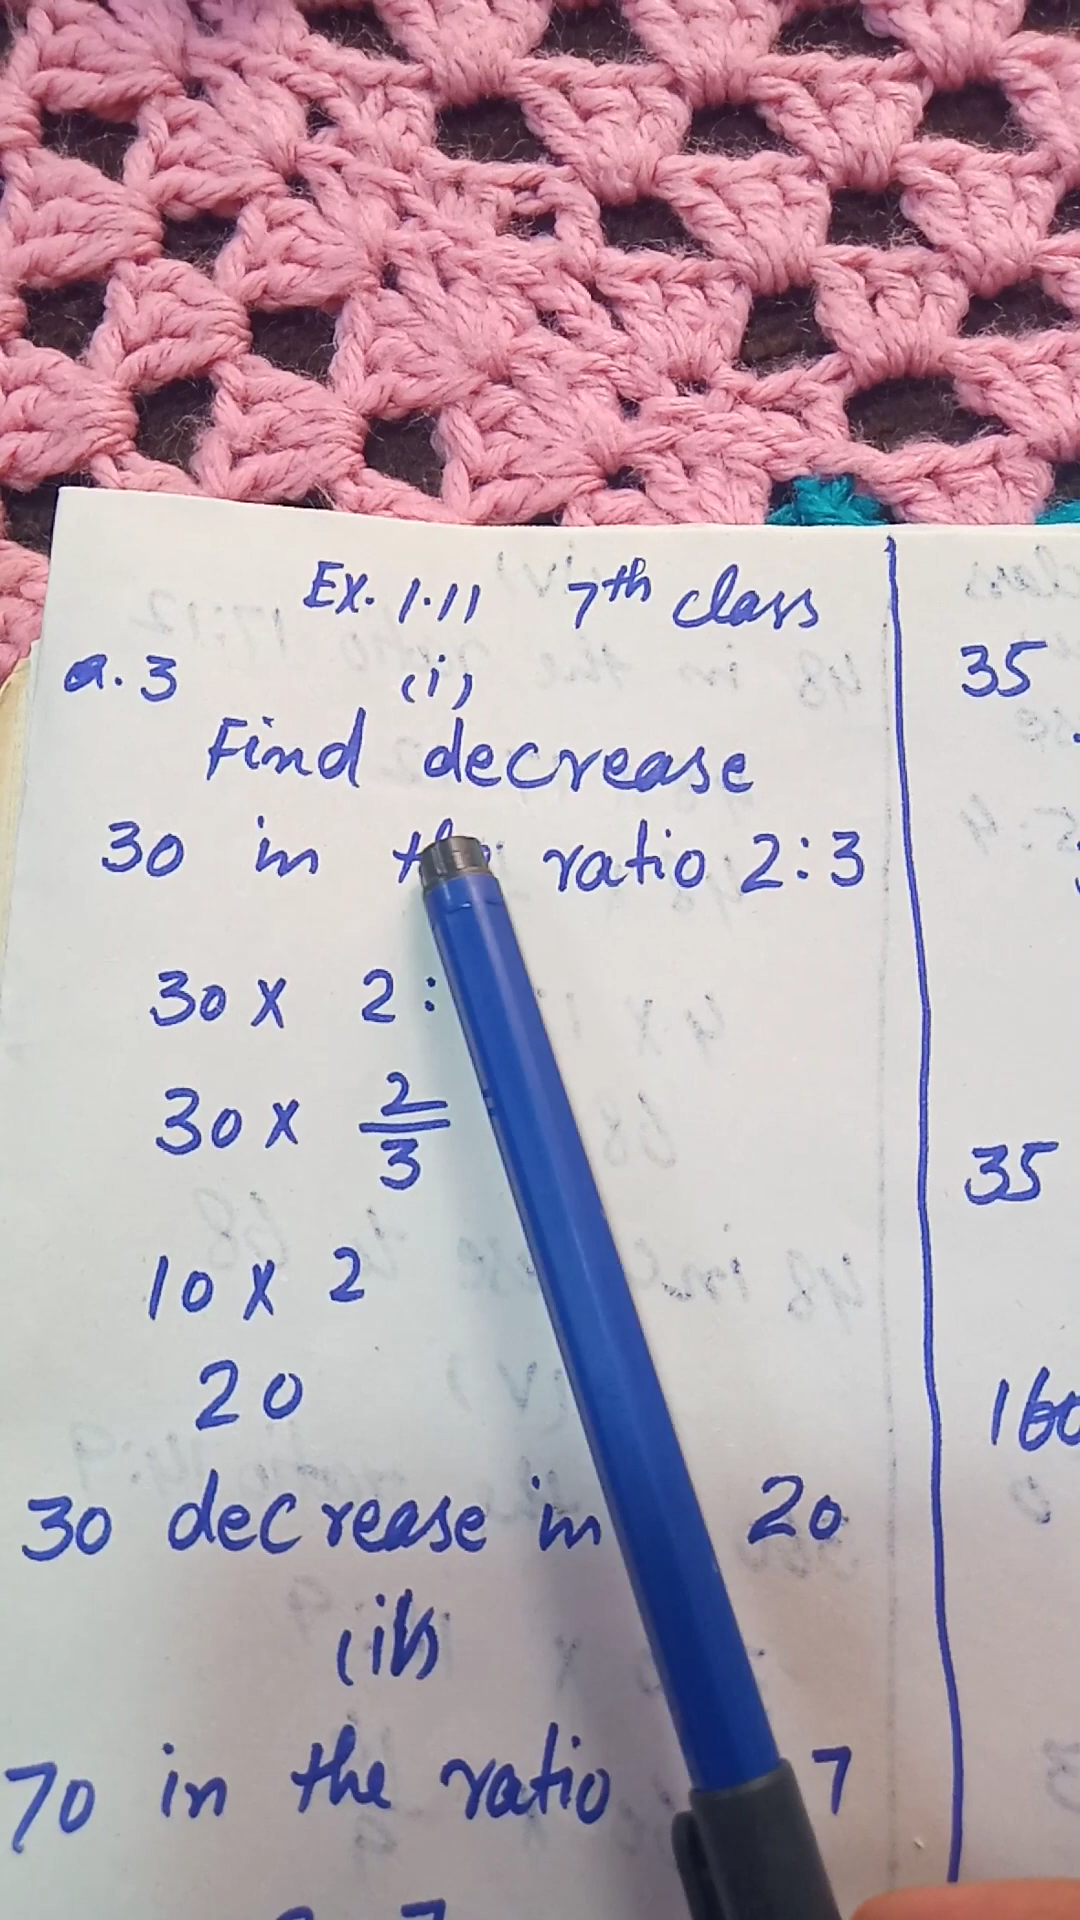 Ex. 1.11 7th class
Q.3 (i)
Find decrease
30 in the ratio 2:3
30 x 2:
30 x 2/3
10 x 2
20
30 decrease in 20
(ii)
70 in the ratio 7
35
35
160